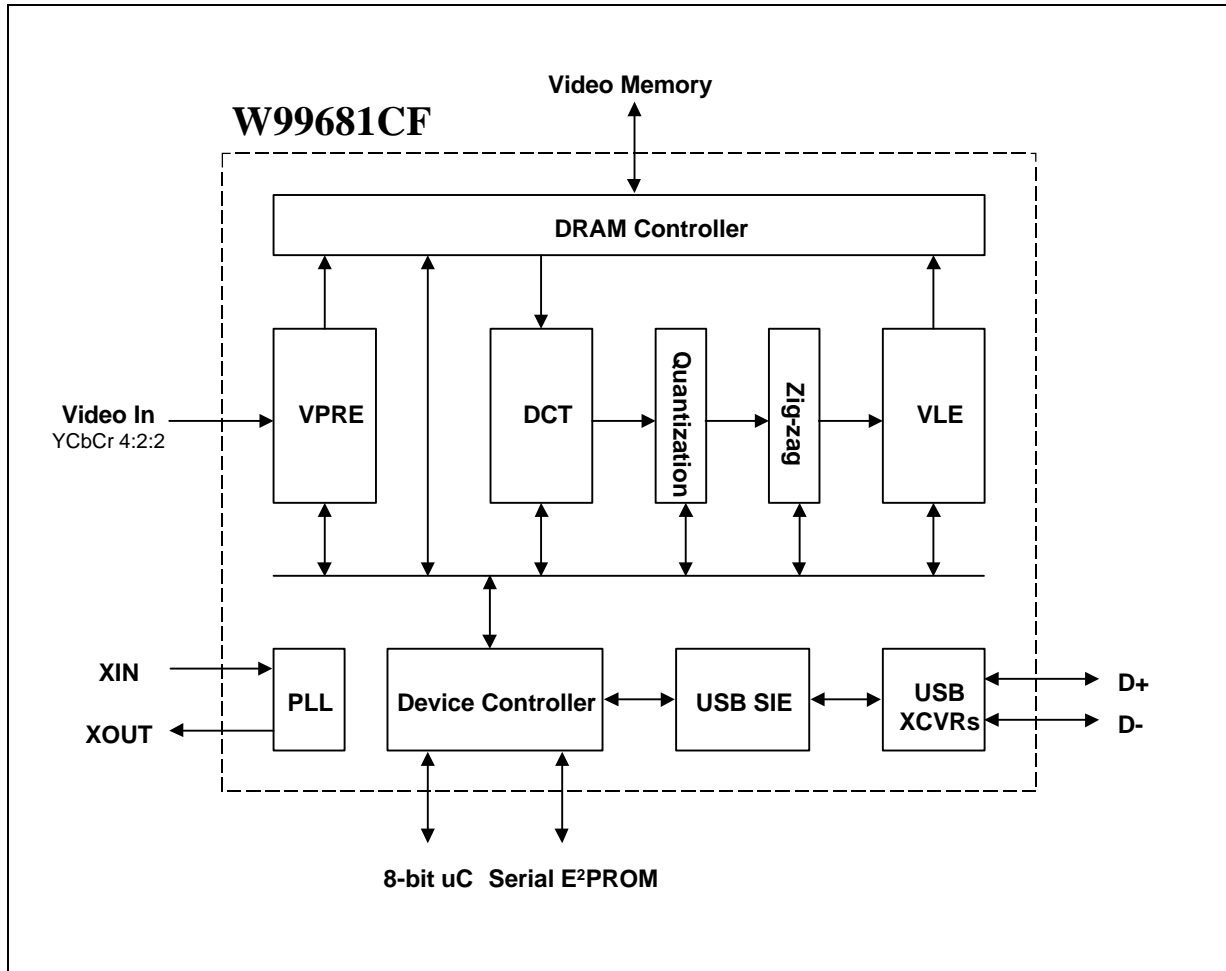 Video Memory
W99681CF
DRAM Controller
Video In
YCbCr 4:2:2
VPRE
DCT
Quantization
Zig-zag
VLE
XIN
XOUT
PLL
Device Controller
USB SIE
USB
XCVRs
D+
D-
8-bit uC
Serial E²PROM